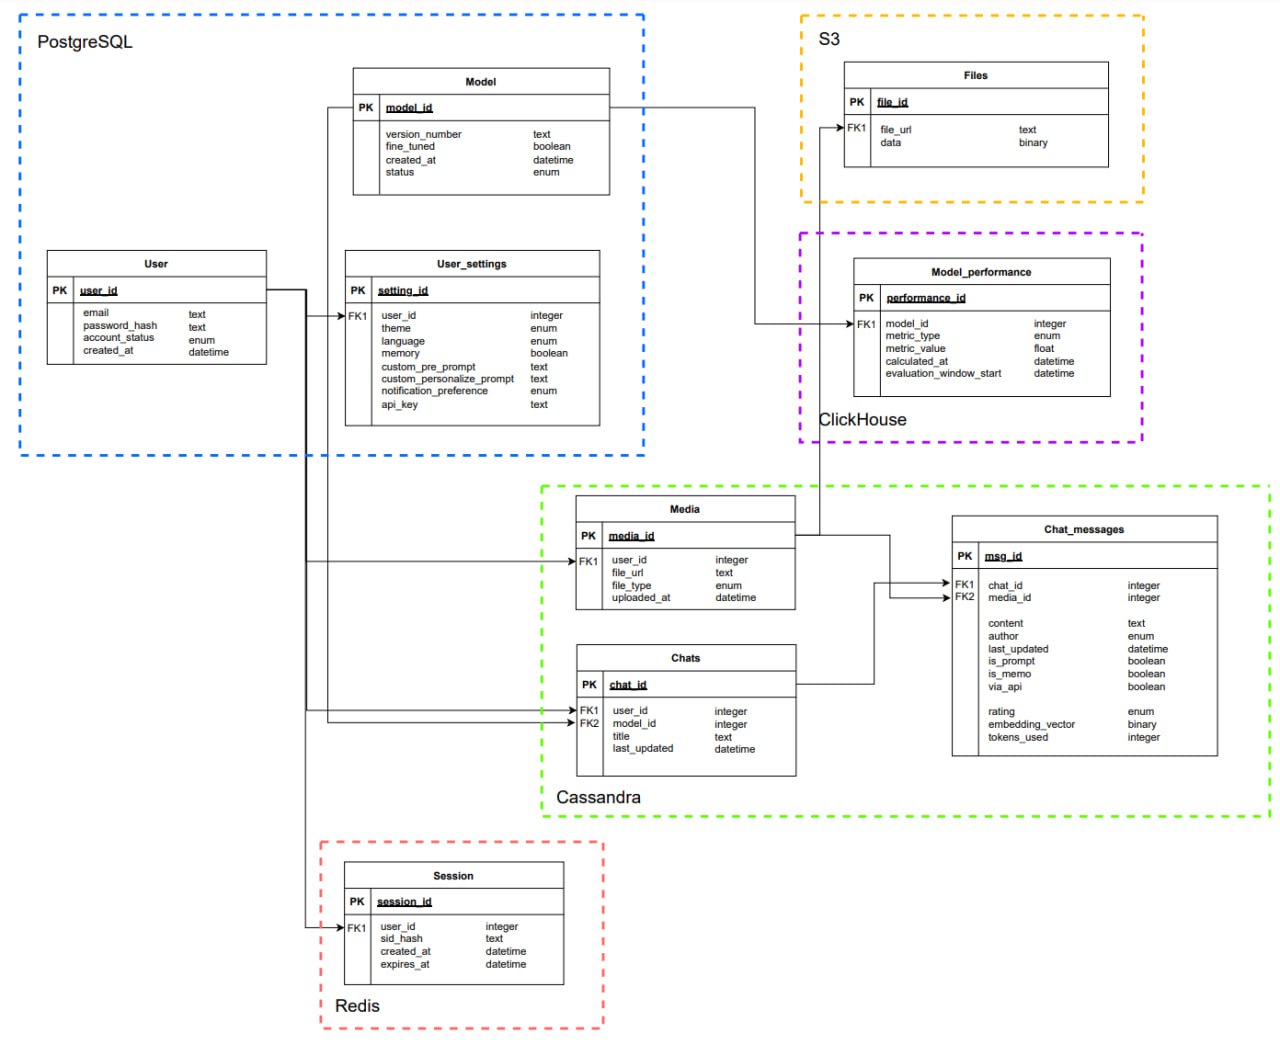 PostgreSQL
Model
PK model_id
version_number text
fine_tuned boolean
created_at datetime
status enum
User
PK user_id
email text
password_hash text
account_status enum
created_at datetime
User_settings
PK setting_id
FK1 user_id integer
theme enum
language enum
memory boolean
custom_pre_prompt text
custom_personalize_prompt text
notification_preference enum
api_key text
S3
Files
PK file_id
FK1 file_url text
data binary
Model_performance
PK performance_id
FK1 model_id integer
metric_type enum
metric_value float
calculated_at datetime
evaluation_window_start datetime
ClickHouse
Media
PK media_id
FK1 user_id integer
file_url text
file_type enum
uploaded_at datetime
Chat_messages
PK msg_id
FK1 chat_id integer
FK2 media_id integer
content text
author enum
last_updated datetime
is_prompt boolean
is_memo boolean
via_api boolean
rating enum
embedding_vector binary
tokens_used integer
Chats
PK chat_id
FK1 user_id integer
FK2 model_id integer
title text
last_updated datetime
Cassandra
Session
PK session_id
FK1 user_id integer
sid_hash text
created_at datetime
expires_at datetime
Redis